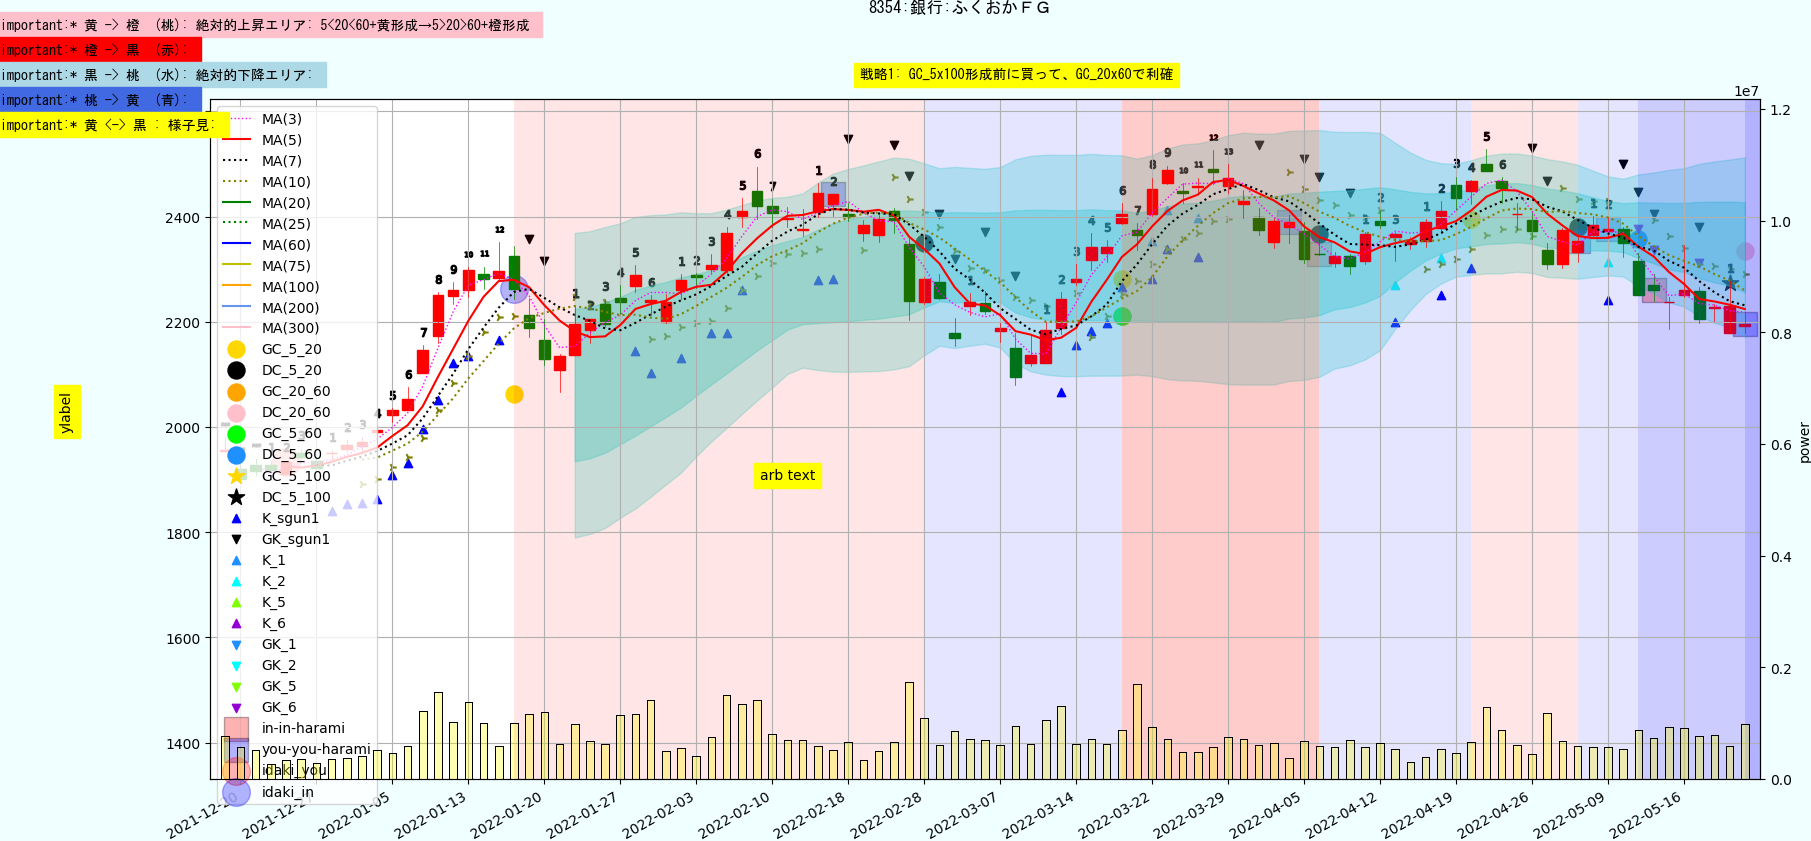 8354:銀行:ふくおかＦＧ
important:* 黄 -> 橙 (桃): 絶対的上昇エリア: 5<20<60+黄形成→5>20>60+橙形成
important:* 橙 -> 黒 (赤):
important:* 黒 -> 桃 (水): 絶対的下降エリア:
戦略1: GC_5x100形成前に買って、GC_20x60で利確
important:* 桃 -> 黄 (青):
important:* 黄 <-> 黒 : 様子見:
1e7
MA(3)
MA(5)
MA(7)
MA(10)
MA(20)
MA(25)
MA(60)
MA(75)
MA(100)
MA(200)
MA(300)
GC_5_20
DC_5_20
GC_20_60
DC_20_60
GC_5_60
DC_5_60
GC_5_100
DC_5_100
K_sgun1
GK_sgun1
K_1
K_2
K_5
K_6
GK_1
GK_2
GK_5
GK_6
in-in-harami
you-you-harami
idaki_you
idaki_in
ylabel
2400
2200
2000
1800
1600
1400
arb text
1.2
1.0
0.8
0.6
0.4
0.2
0.0
power
2021-12-20
2021-12-27
2022-01-05
2022-01-13
2022-01-20
2022-01-27
2022-02-03
2022-02-10
2022-02-18
2022-02-28
2022-03-07
2022-03-14
2022-03-22
2022-03-29
2022-04-05
2022-04-12
2022-04-19
2022-04-26
2022-05-09
2022-05-16